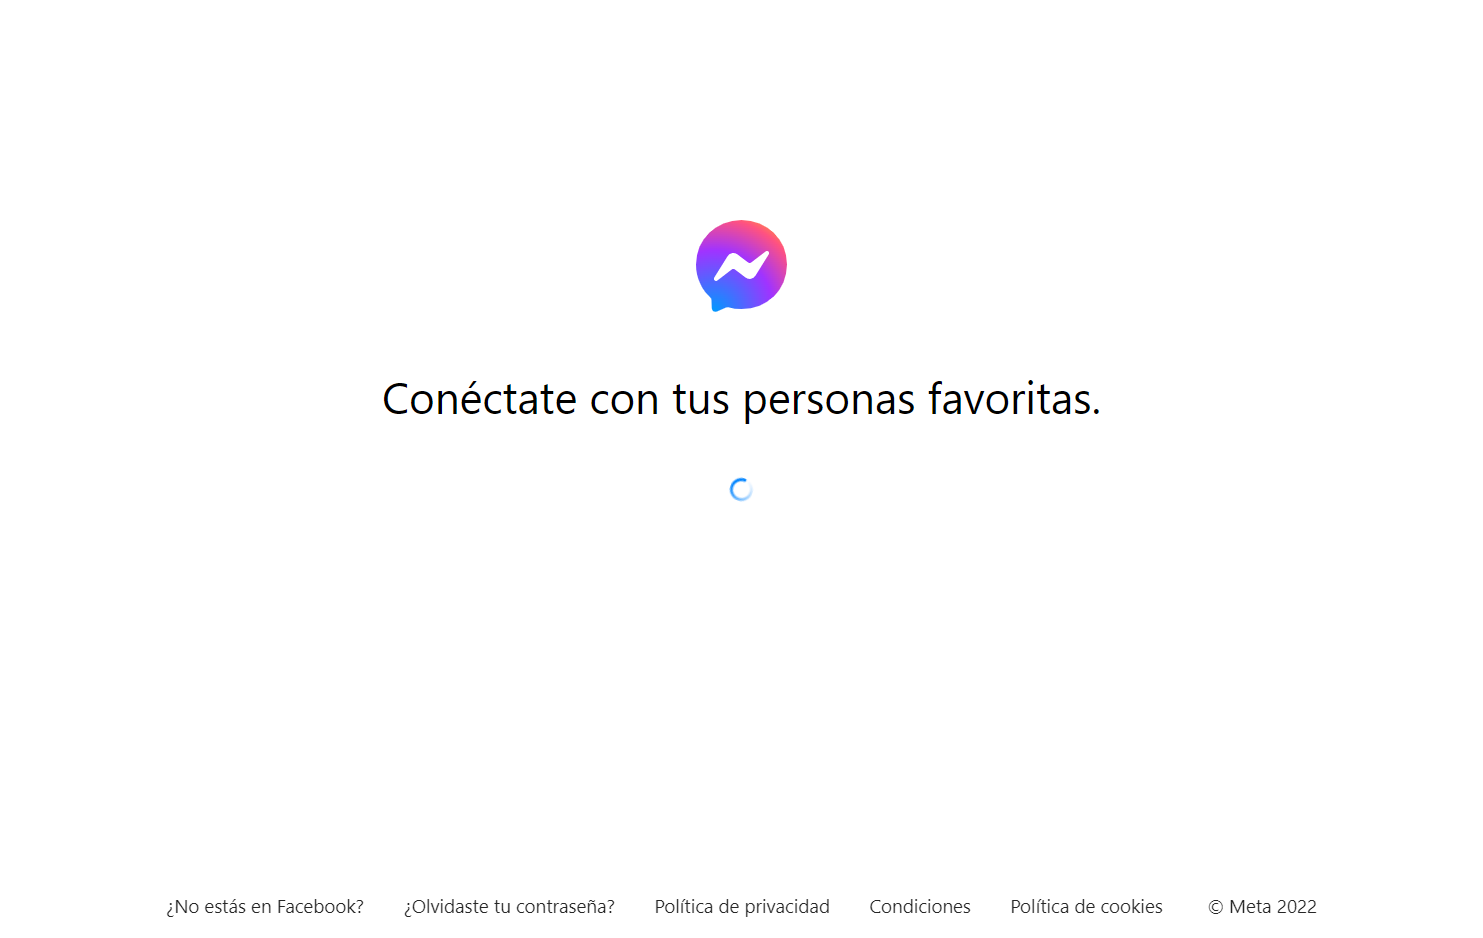 Conéctate con tus personas favoritas.
¿No estás en Facebook? ¿Olvidaste tu contraseña? Política de privacidad Condiciones Política de cookies © Meta 2022